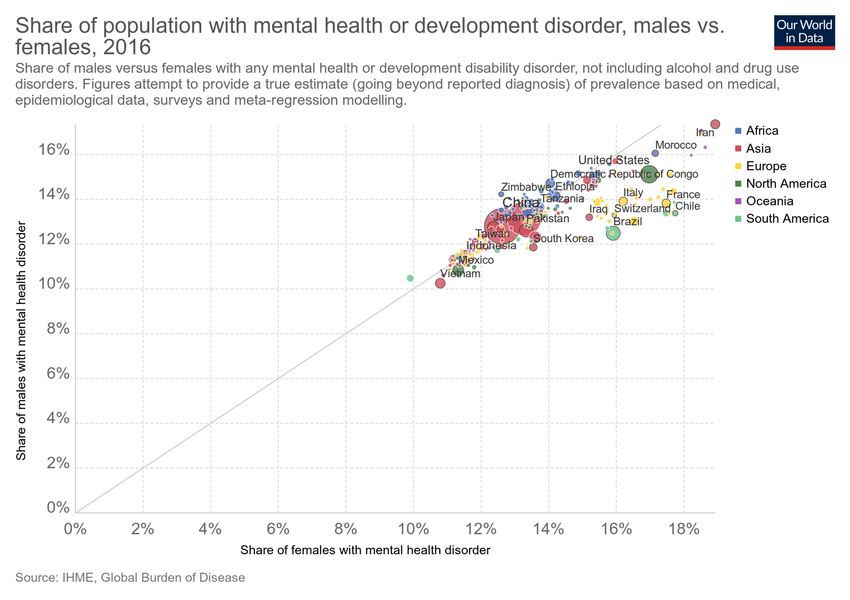 Share of population with mental health or development disorder, males vs.
females, 2016
Our World
in Data
Share of males versus females with any mental health or development disability disorder, not including alcohol and drug use
disorders. Figures attempt to provide a true estimate (going beyond reported diagnosis) of prevalence based on medical,
epidemiological data, surveys and meta-regression modelling.
Share of males with mental health disorder
16%
14%
12%
10%
8%
6%
4%
2%
0%
Iran
Morocco
United States
Democratic Republic of Congo
Zimbabwe
Ethiopia
Tanzania
Italy
France
China
Iraq
Switzerland
Chile
Japan
Pakistan
Brazil
Taiwan
South Korea
Indonesia
Mexico
Vietnam
Africa
Asia
Europe
North America
Oceania
South America
0%
2%
4%
6%
8%
10%
12%
14%
16%
18%
Share of females with mental health disorder
Source: IHME, Global Burden of Disease